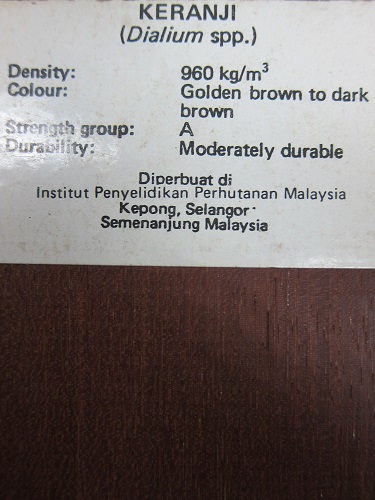 KERANJI
(Dialium spp.)
Density: 960 kg/m³
Colour: Golden brown to dark
brown
Strength group: A
Durability: Moderately durable
Diperbuat di
Institut Penyelidikan Perhutanan Malaysia
Kepong, Selangor
Semenanjung Malaysia